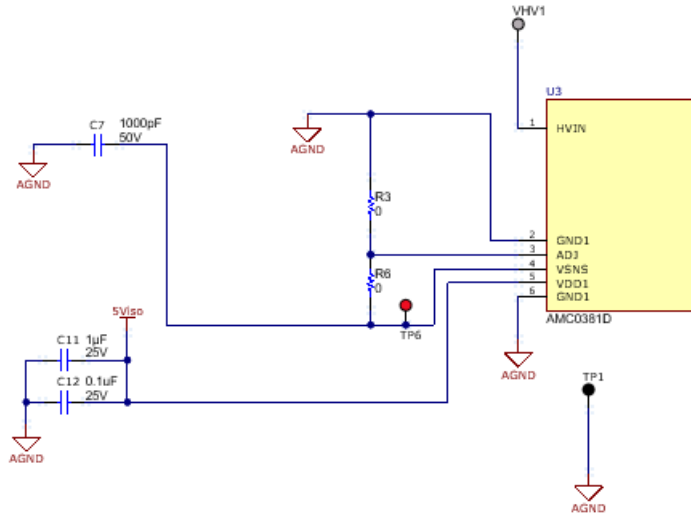 VHV1
U3
1
HVIN
C7
1000pF
50V
AGND
AGND
R3
0
2
GND1
3
ADJ
R6
0
4
VSNS
5
VDD1
6
GND1
AMC0381D
TP6
5Viso
C11
1µF
25V
C12
0.1uF
25V
AGND
AGND
TP1
AGND